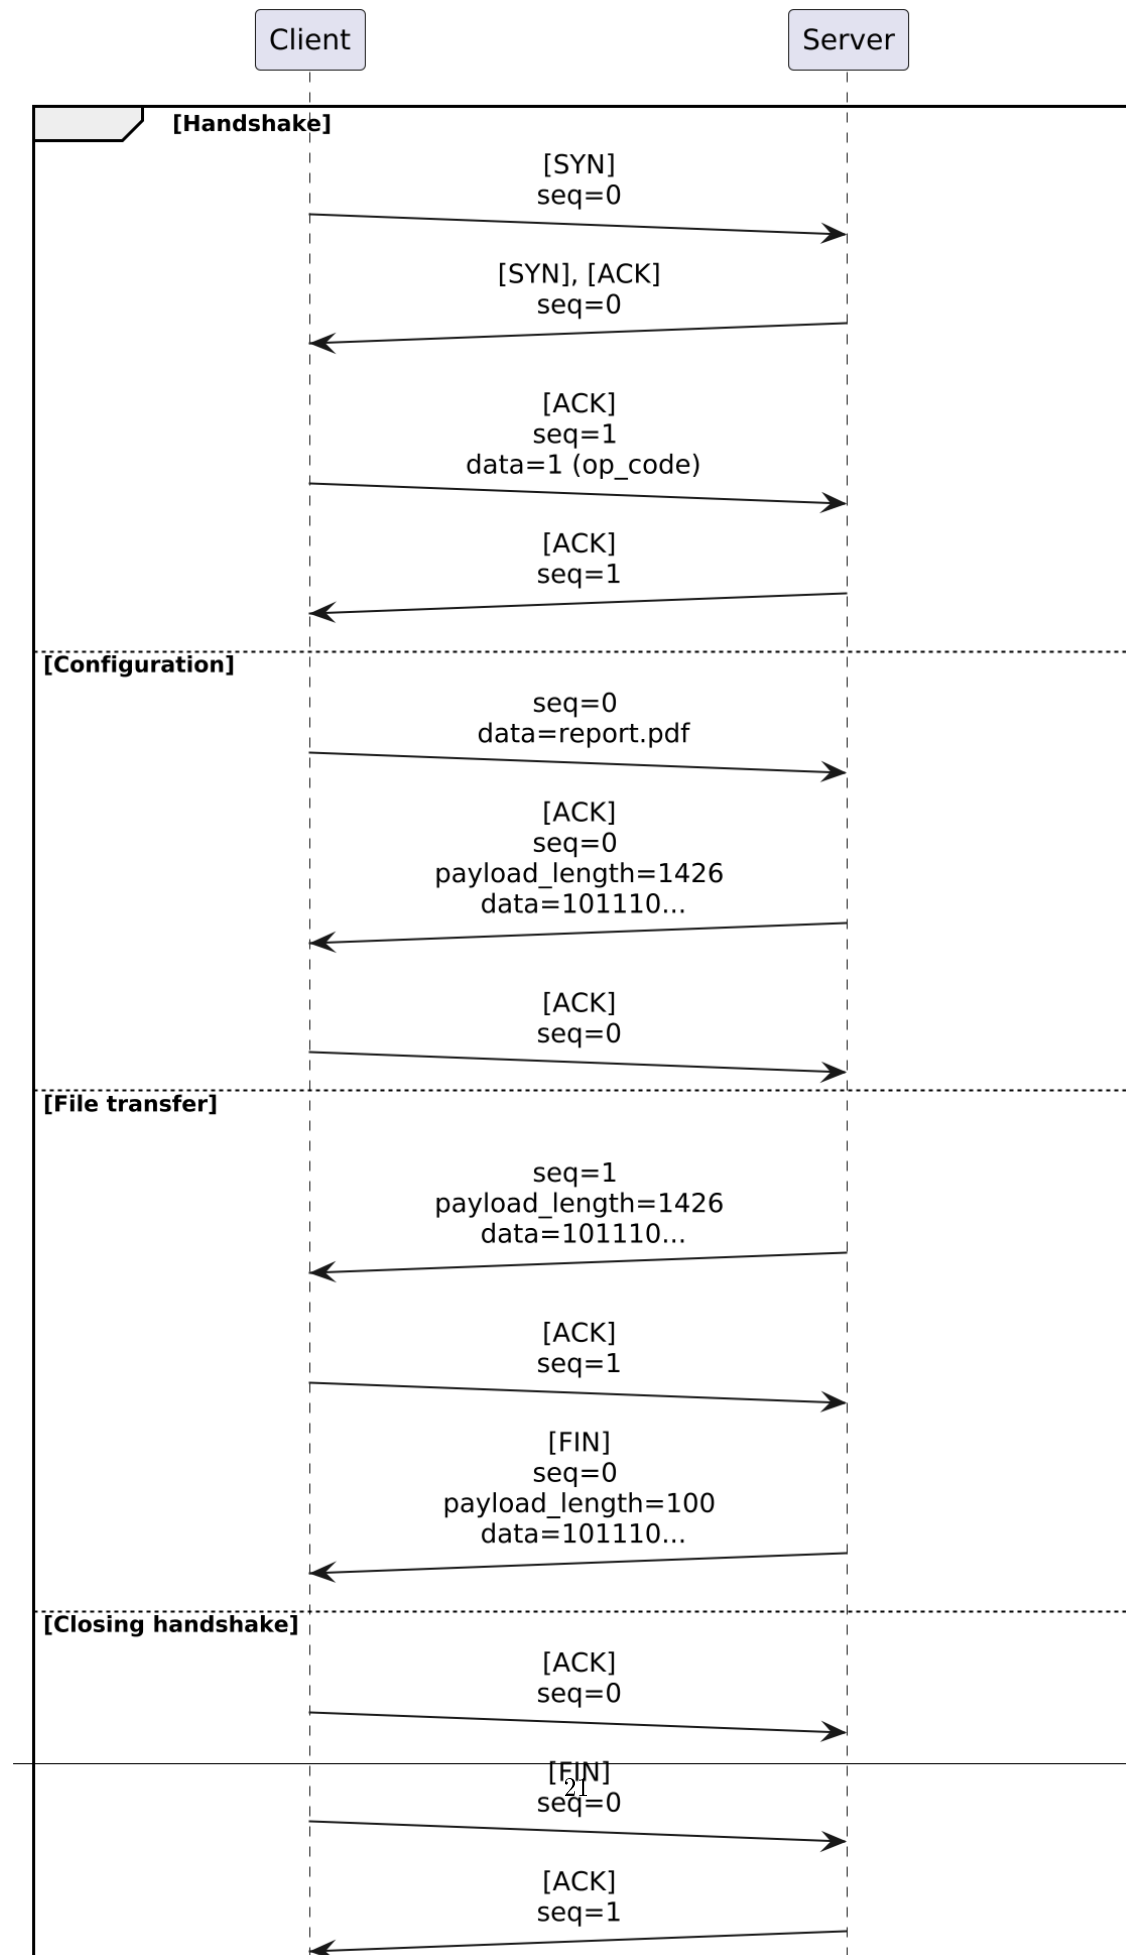 Client
Server
[Handshake]
[SYN]
seq=0
[SYN], [ACK]
seq=0
[ACK]
seq=1
data=1 (op_code)
[ACK]
seq=1
[Configuration]
seq=0
data=report.pdf
[ACK]
seq=0
payload_length=1426
data=101110...
[ACK]
seq=0
[File transfer]
seq=1
payload_length=1426
data=101110...
[ACK]
seq=1
[FIN]
seq=0
payload_length=100
data=101110...
[Closing handshake]
[ACK]
seq=0
[FIN]
21
seq=0
[ACK]
seq=1